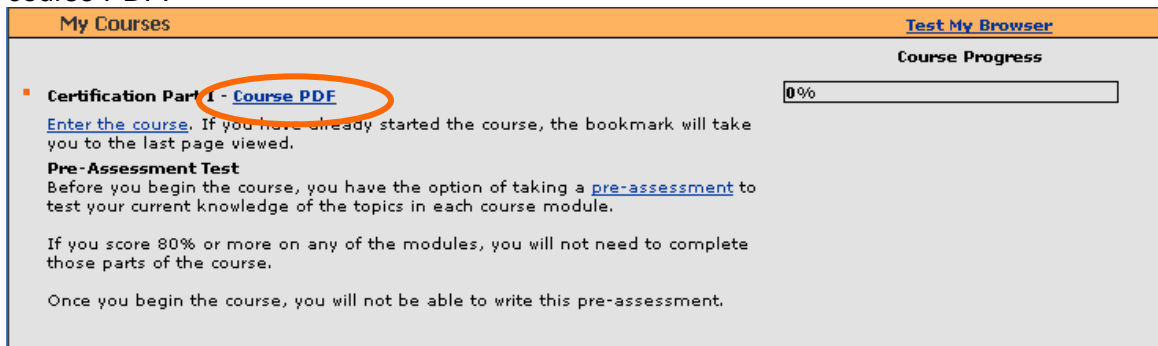 course PDF.
My Courses Test My Browser
Course Progress
Certification Part I - Course PDF 0%
Enter the course. If you have already started the course, the bookmark will take
you to the last page viewed.
Pre-Assessment Test
Before you begin the course, you have the option of taking a pre-assessment to
test your current knowledge of the topics in each course module.
If you score 80% or more on any of the modules, you will not need to complete
those parts of the course.
Once you begin the course, you will not be able to write this pre-assessment.